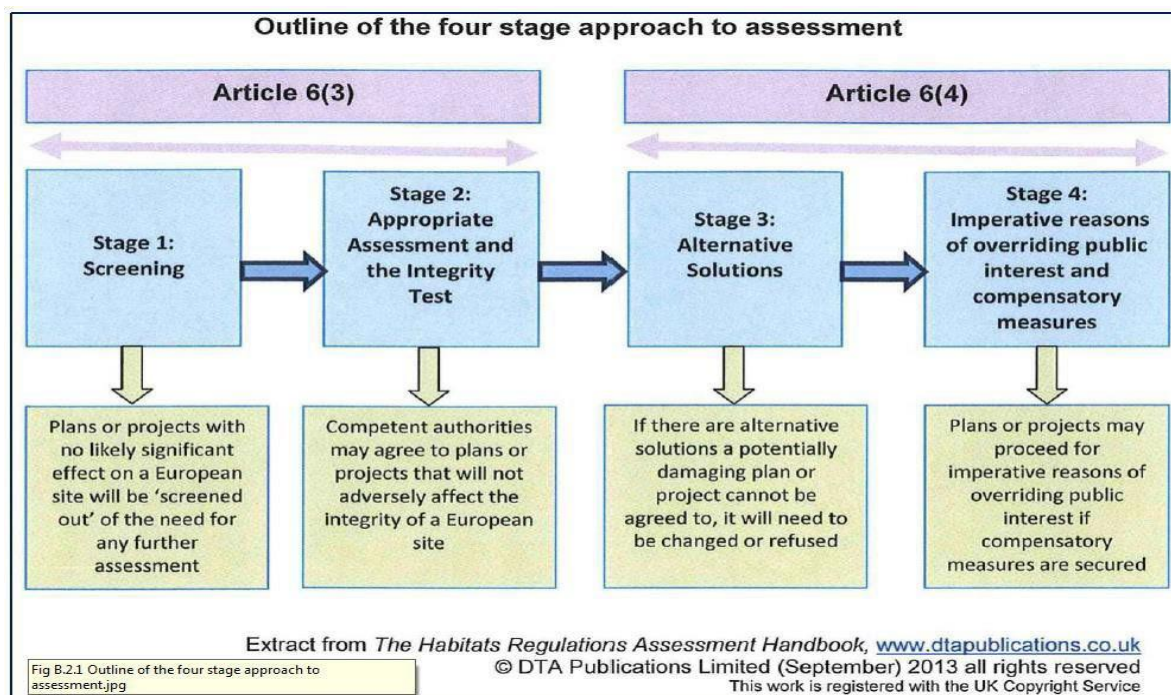 Outline of the four stage approach to assessment
Article 6(3)
Article 6(4)
Stage 1:
Screening
Stage 2:
Appropriate
Assessment and
the Integrity
Test
Stage 3:
Alternative
Solutions
Stage 4:
Imperative reasons
of overriding public
interest and
compensatory
measures
Plans or projects with
no likely significant
effect on a European
site will be ‘screened
out’ of the need for
any further
assessment
Competent authorities
may agree to plans or
projects that will not
adversely affect the
integrity of a European
site
If there are alternative
solutions a potentially
damaging plan or
project cannot be
agreed to, it will need to
be changed or refused
Plans or projects may
proceed for
imperative reasons of
overriding public
interest if
compensatory
measures are secured
Extract from The Habitats Regulations Assessment Handbook, www.dtapublications.co.uk
© DTA Publications Limited (September) 2013 all rights reserved
This work is registered with the UK Copyright Service
Fig B.2.1 Outline of the four stage approach to
assessment.jpg